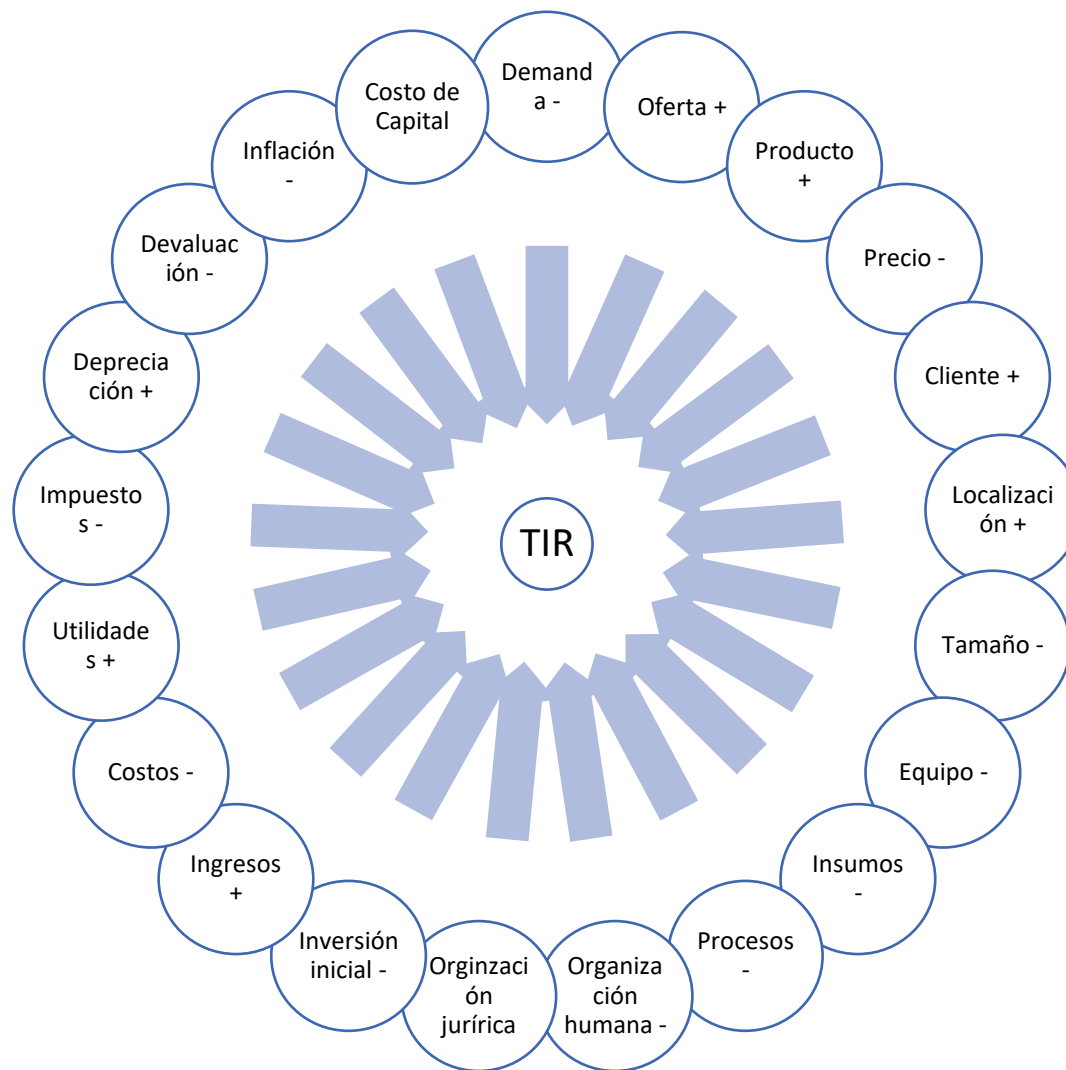 Demand
a -
Oferta +
Producto
+
Precio -
Cliente +
Localizaci
ón +
Tamaño -
Equipo -
Insumos
-
Procesos
-
Organiza
ción
humana -
Orginzaci
ón
jurírica
Inversión
inicial -
Ingresos
+
Costos -
Utilidade
s +
Impuesto
s -
Deprecia
ción +
Devaluac
ión -
Inflación
-
Costo de
Capital
TIR